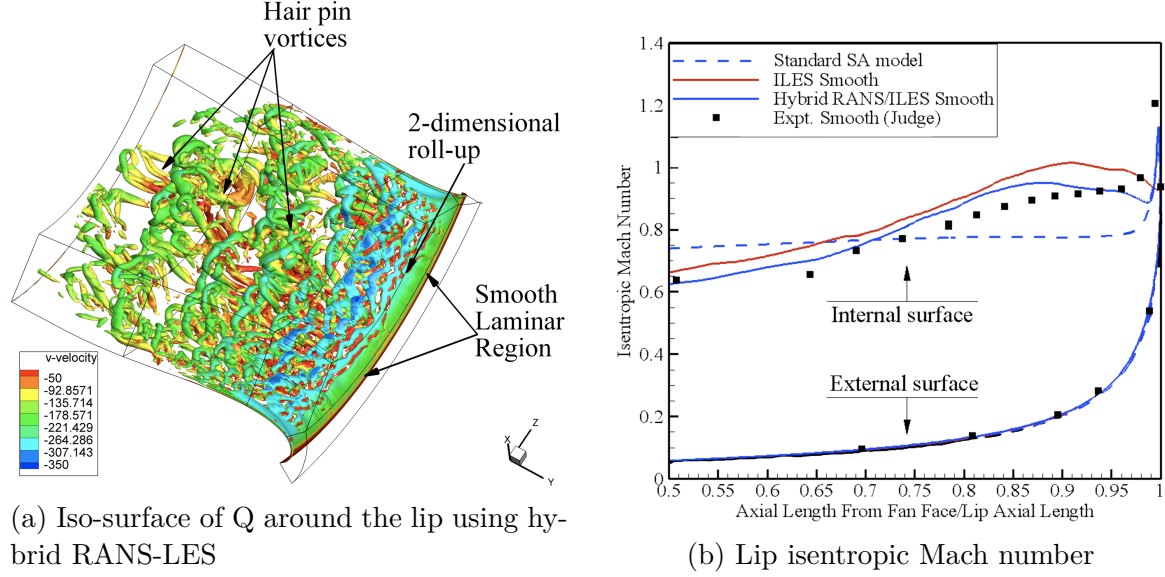 Hair pin
vortices
2-dimensional
roll-up
Smooth
Laminar
Region
v-velocity
-50
-92.8571
-135.714
-178.571
-221.429
-264.286
-307.143
-350
X
Z
Y
(a) Iso-surface of Q around the lip using hy-
brid RANS-LES
Isentropic Mach Number
1.4
1.2
1
0.8
0.6
0.4
0.2
0
Standard SA model
ILES Smooth
Hybrid RANS/ILES Smooth
Expt. Smooth (Judge)
Internal surface
External surface
0.5 0.55 0.6 0.65 0.7 0.75 0.8 0.85 0.9 0.95 1
Axial Length From Fan Face/Lip Axial Length
(b) Lip isentropic Mach number